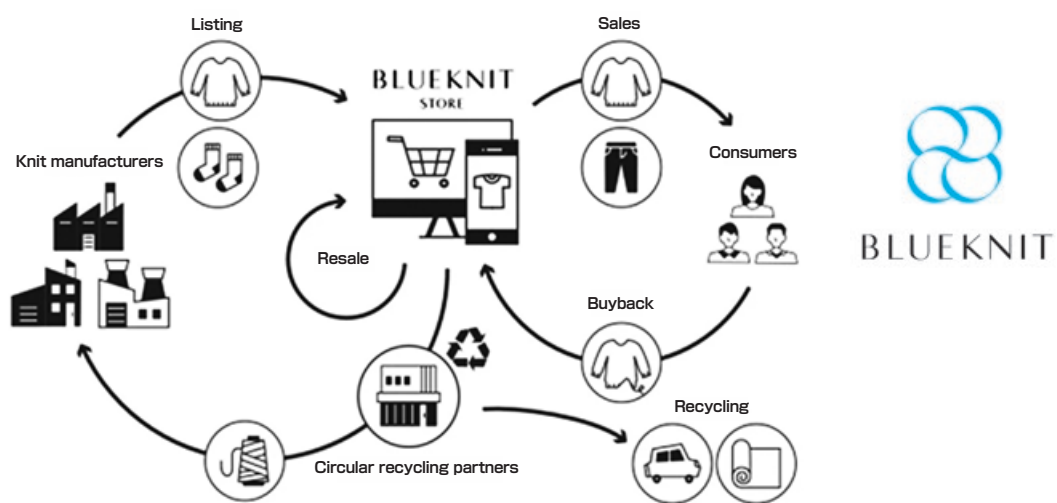 Listing
Sales
BLUEKNIT
STORE
Knit manufacturers
Consumers
BLUEKNIT
Resale
Buyback
Recycling
Circular recycling partners